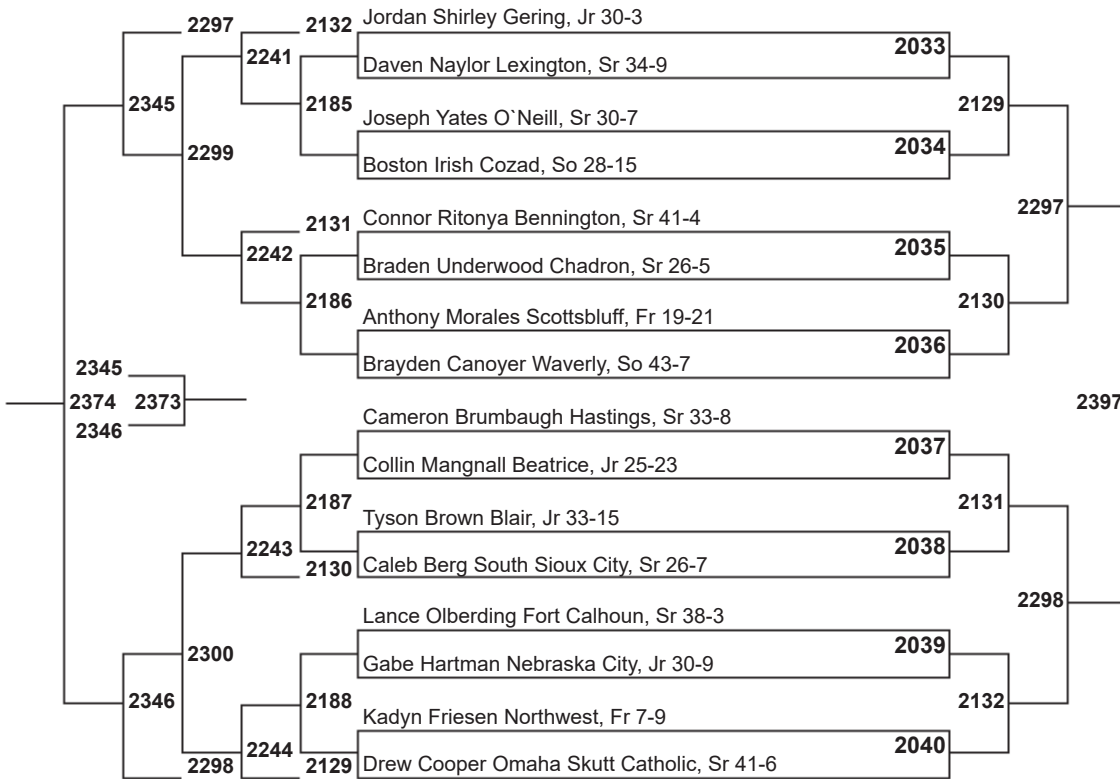 2297
2132
Jordan Shirley Gering, Jr 30-3
2241
2033
Daven Naylor Lexington, Sr 34-9
2345
2185
2129
Joseph Yates O`Neill, Sr 30-7
2299
2034
Boston Irish Cozad, So 28-15
2297
2131
Connor Ritonya Bennington, Sr 41-4
2242
2035
Braden Underwood Chadron, Sr 26-5
2186
2130
Anthony Morales Scottsbluff, Fr 19-21
2036
Brayden Canoyer Waverly, So 43-7
2345
2374
2373
2397
2346
Cameron Brumbaugh Hastings, Sr 33-8
2037
Collin Mangnall Beatrice, Jr 25-23
2187
2131
Tyson Brown Blair, Jr 33-15
2243
2038
2130
Caleb Berg South Sioux City, Sr 26-7
2298
Lance Olberding Fort Calhoun, Sr 38-3
2300
2039
Gabe Hartman Nebraska City, Jr 30-9
2346
2188
2132
Kadyn Friesen Northwest, Fr 7-9
2244
2040
2298
2129
Drew Cooper Omaha Skutt Catholic, Sr 41-6